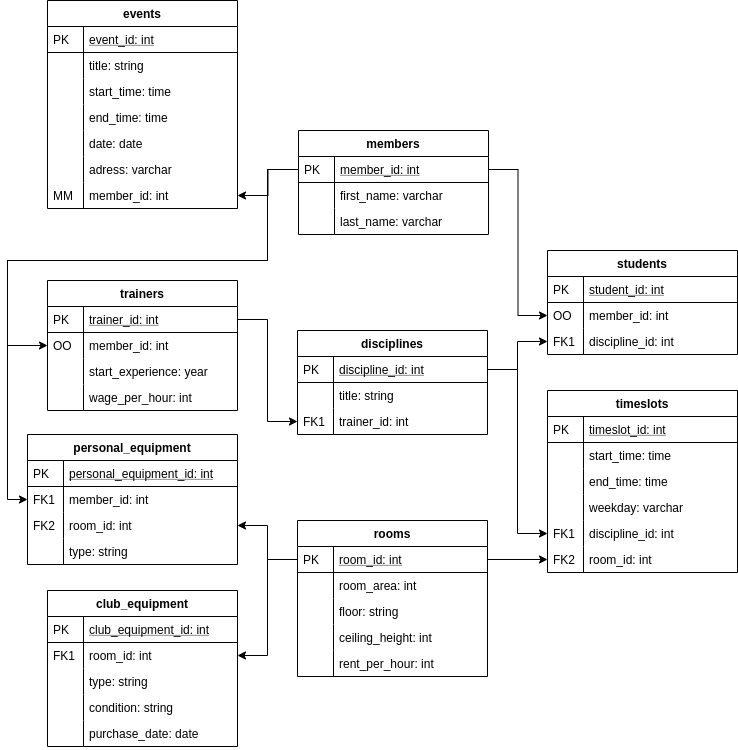 events
PK event_id: int
title: string
start_time: time
end_time: time
date: date
adress: varchar
MM member_id: int
members
PK member_id: int
first_name: varchar
last_name: varchar
students
PK student_id: int
OO member_id: int
FK1 discipline_id: int
trainers
PK trainer_id: int
OO member_id: int
start_experience: year
wage_per_hour: int
disciplines
PK discipline_id: int
title: string
FK1 trainer_id: int
timeslots
PK timeslot_id: int
start_time: time
end_time: time
weekday: varchar
FK1 discipline_id: int
FK2 room_id: int
personal_equipment
PK personal_equipment_id: int
FK1 member_id: int
FK2 room_id: int
type: string
rooms
PK room_id: int
room_area: int
floor: string
ceiling_height: int
rent_per_hour: int
club_equipment
PK club_equipment_id: int
FK1 room_id: int
type: string
condition: string
purchase_date: date